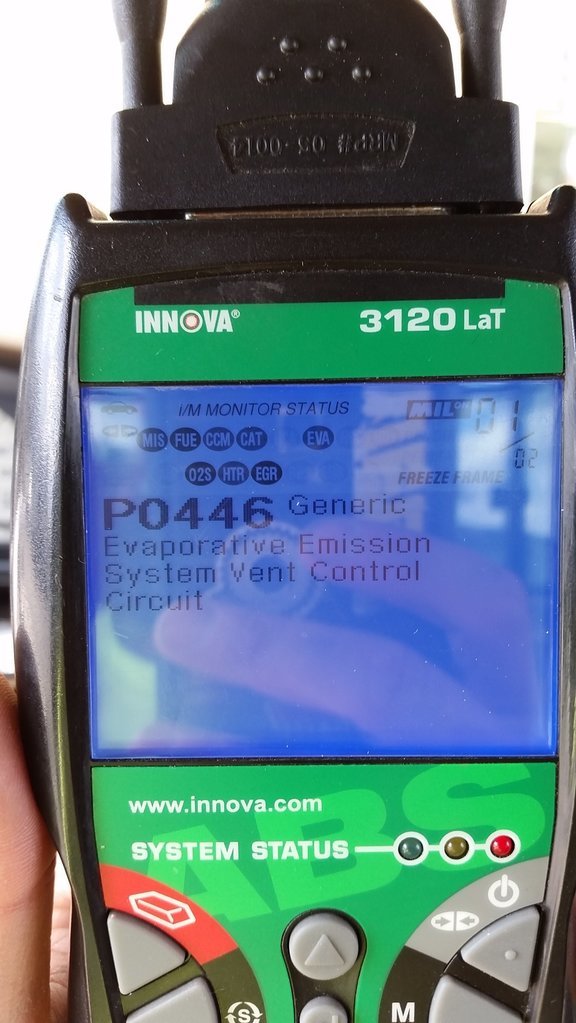 MRP# 05-0014
INNOVA®
3120 LaT
I/M MONITOR STATUS
MIL ON 01
MIS FUE CCM CAT EVA
02
O2S HTR EGR
FREEZE FRAME
P0446 Generic
Evaporative Emission
System Vent Control
Circuit
www.innova.com
ABS
SYSTEM STATUS
S
M